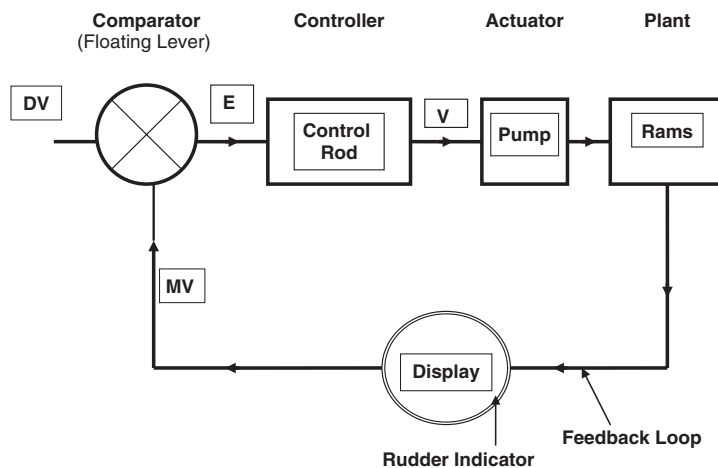 Comparator
(Floating Lever)
Controller
Actuator
Plant
DV
E
Control
Rod
V
Pump
Rams
MV
Display
Feedback Loop
Rudder Indicator